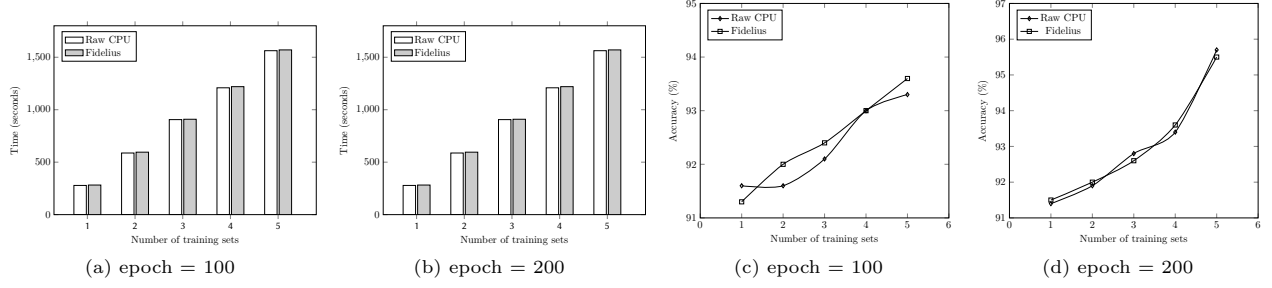 Raw CPU
Fidelius
Time (seconds)
1,500
1,000
500
0
1 2 3 4 5
Number of training sets
(a) epoch = 100
Raw CPU
Fidelius
Time (seconds)
1,500
1,000
500
0
1 2 3 4 5
Number of training sets
(b) epoch = 200
Raw CPU
Fidelius
Accuracy (%)
95
94
93
92
91
0 1 2 3 4 5 6
Number of training sets
(c) epoch = 100
Raw CPU
Fidelius
Accuracy (%)
97
96
95
94
93
92
91
0 1 2 3 4 5 6
Number of training sets
(d) epoch = 200